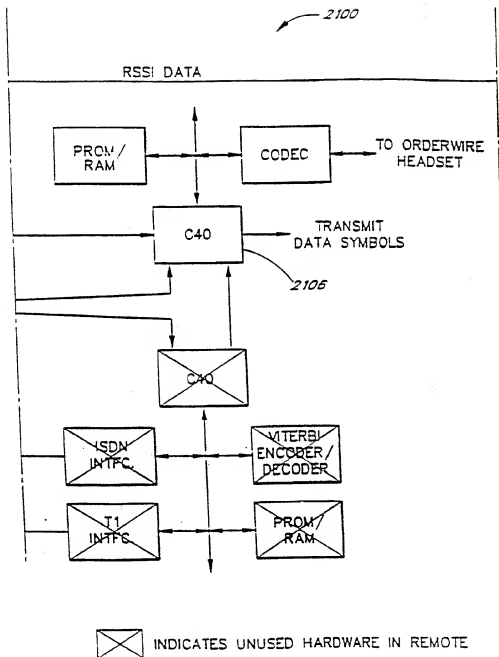 2100
RSSI DATA
PROM/
RAM
CODEC
TO ORDERWIRE
HEADSET
C40
TRANSMIT
DATA SYMBOLS
2106
C40
ISDN
INTFC.
VITERBI
ENCODER/
DECODER
T1
INTFC.
PROM/
RAM
INDICATES UNUSED HARDWARE IN REMOTE